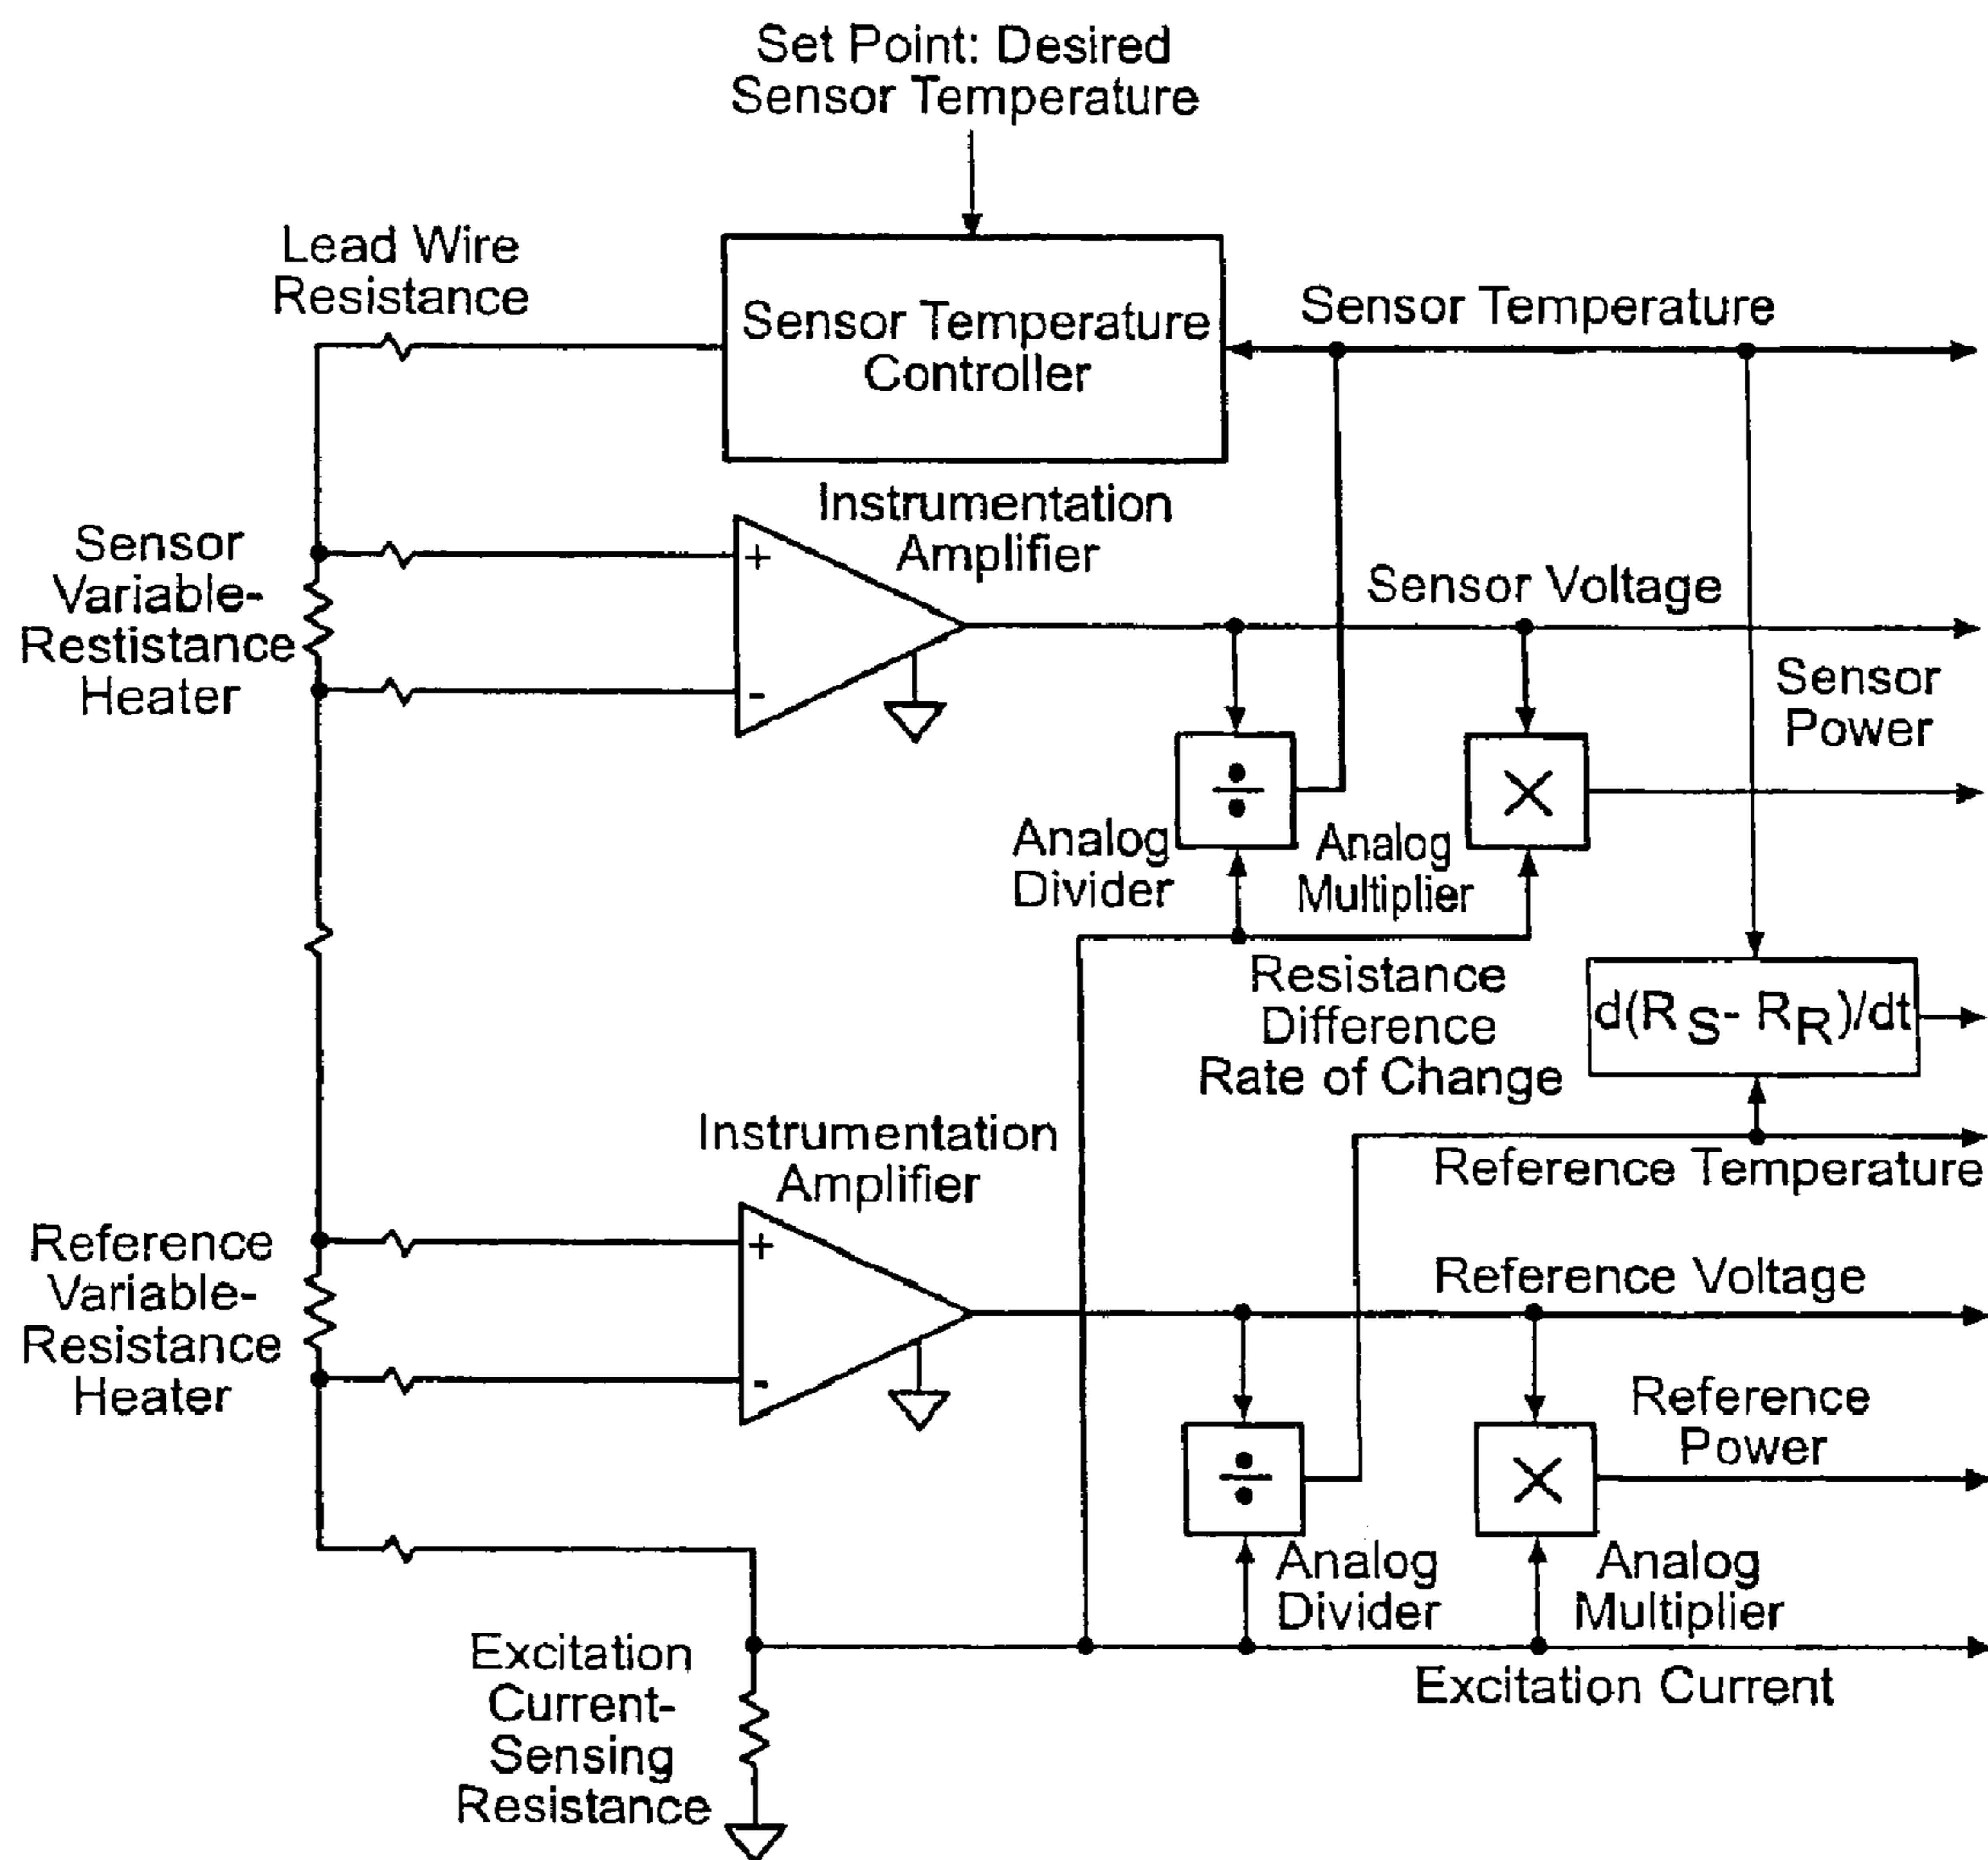 Set Point: Desired
Sensor Temperature
Lead Wire
Resistance
Sensor Temperature
Controller
Sensor Temperature
Instrumentation
Amplifier
Sensor
Variable-
Restistance
Heater
+
-
Sensor Voltage
Sensor
Power
÷
×
Analog
Divider
Analog
Multiplier
Resistance
Difference
Rate of Change
d(R S - R R)/dt
Instrumentation
Amplifier
Reference Temperature
Reference
Variable-
Resistance
Heater
+
-
Reference Voltage
Reference
Power
÷
×
Analog
Divider
Analog
Multiplier
Excitation
Current-
Sensing
Resistance
Excitation Current